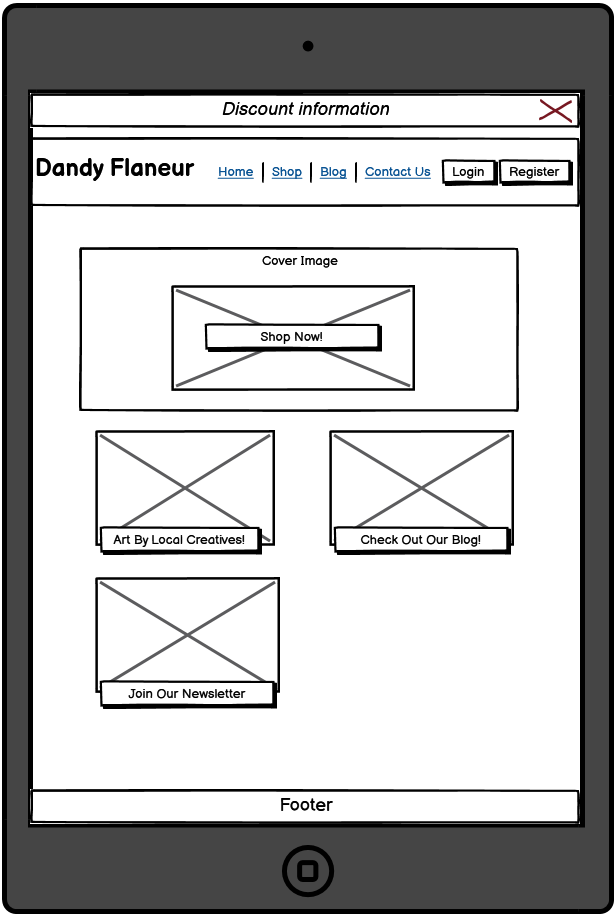 Discount information
Dandy Flaneur Home Shop Blog Contact Us Login Register
Cover Image
Shop Now!
Art By Local Creatives! Check Out Our Blog!
Join Our Newsletter
Footer